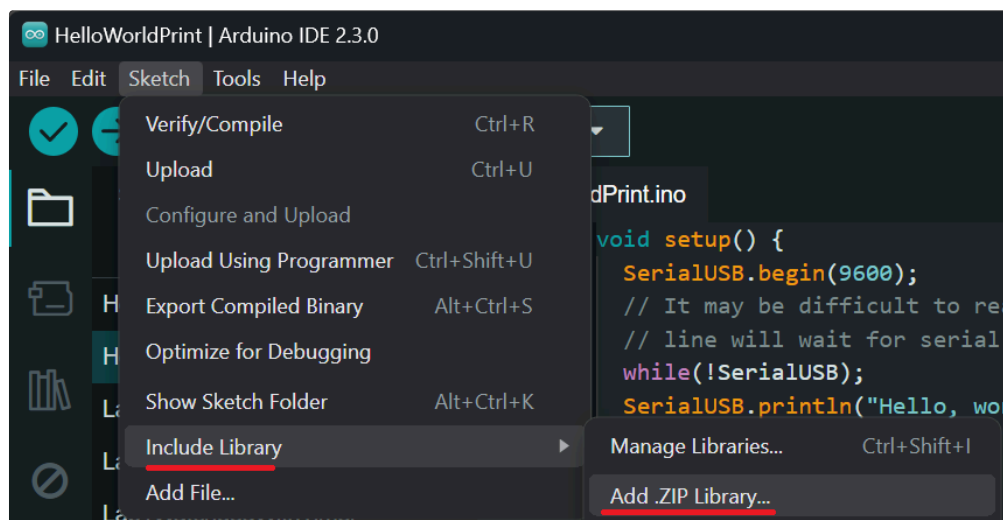 HelloWorldPrint | Arduino IDE 2.3.0
File Edit Sketch Tools Help
Verify/Compile Ctrl+R
Upload Ctrl+U
Configure and Upload
Upload Using Programmer Ctrl+Shift+U
Export Compiled Binary Alt+Ctrl+S
Optimize for Debugging
Show Sketch Folder Alt+Ctrl+K
Include Library
Add File...
Manage Libraries... Ctrl+Shift+I
Add .ZIP Library...
dPrint.ino
void setup() {
SerialUSB.begin(9600);
// It may be difficult to re
// line will wait for serial
while(!SerialUSB);
SerialUSB.println("Hello, wo